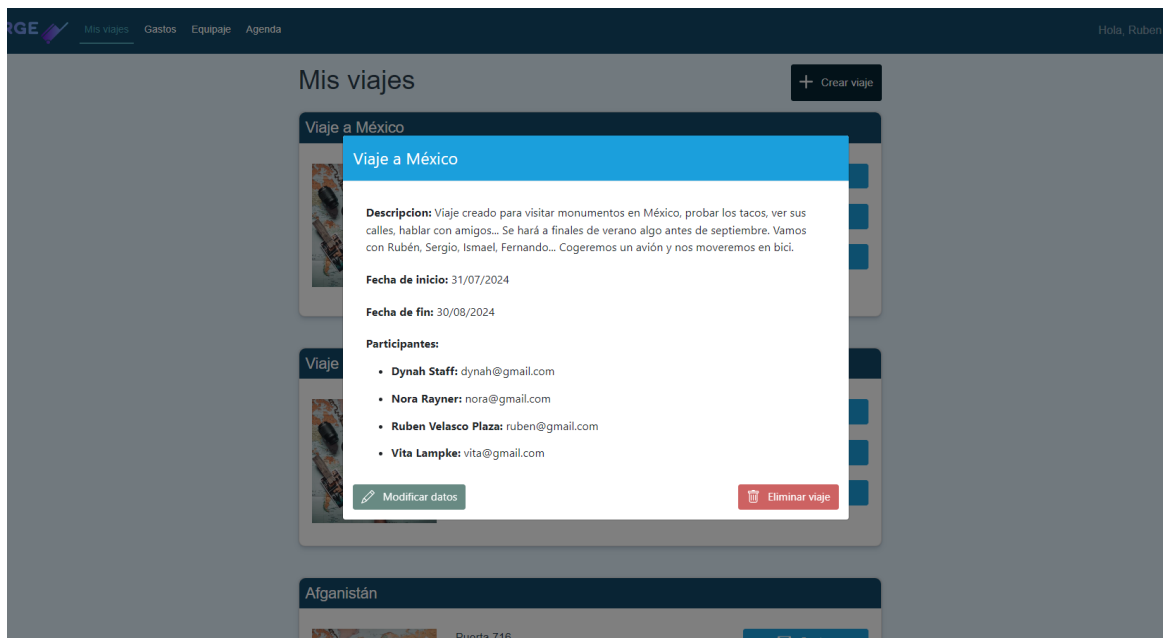 RGE
Mis viajes Gastos Equipaje Agenda
Hola, Ruben
Mis viajes
Crear viaje
Viaje a México
Viaje a México
Descripcion: Viaje creado para visitar monumentos en México, probar los tacos, ver sus
calles, hablar con amigos... Se hará a finales de verano algo antes de septiembre. Vamos
con Rubén, Sergio, Ismael, Fernando... Cogeremos un avión y nos moveremos en bici.
Fecha de inicio: 31/07/2024
Fecha de fin: 30/08/2024
Participantes:
• Dynah Staff: dynah@gmail.com
• Nora Rayner: nora@gmail.com
• Ruben Velasco Plaza: ruben@gmail.com
• Vita Lampke: vita@gmail.com
Modificar datos
Eliminar viaje
Viaje
Afganistán
Puerta 716